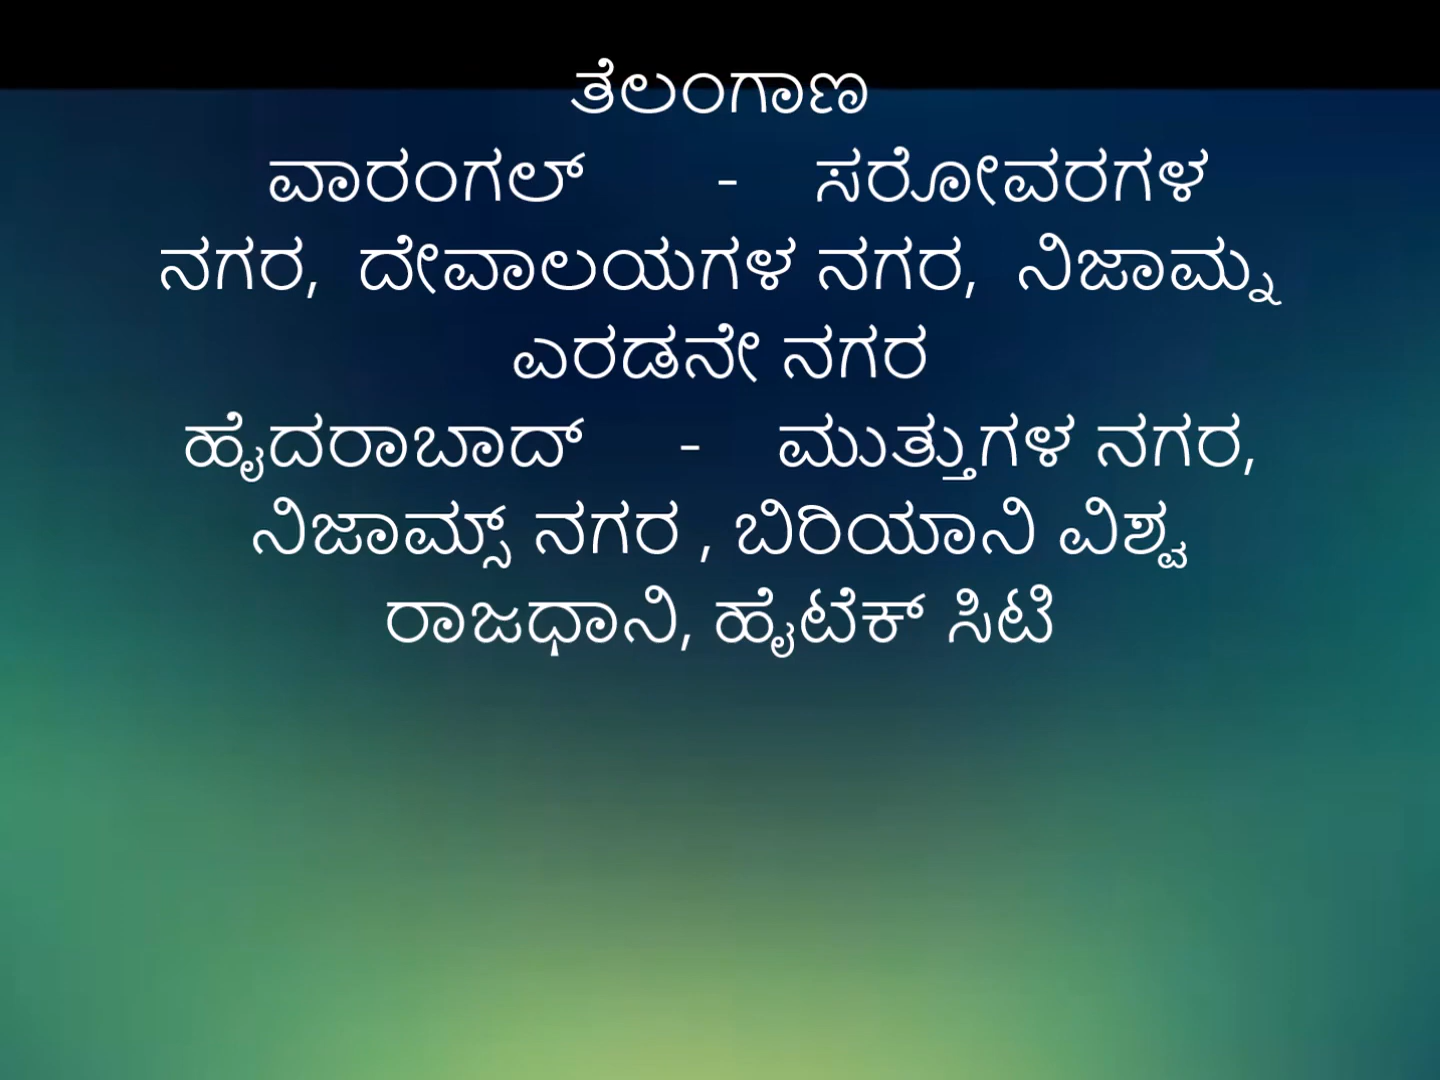 ತೆಲಂಗಾಣ
ವಾರಂಗಲ್ - ಸರೋವರಗಳ
ನಗರ, ದೇವಾಲಯಗಳ ನಗರ, ನಿಜಾಮ್ನ
ಎರಡನೇ ನಗರ
ಹೈದರಾಬಾದ್ - ಮುತ್ತುಗಳ ನಗರ,
ನಿಜಾಮ್ಸ್ ನಗರ , ಬಿರಿಯಾನಿ ವಿಶ್ವ
ರಾಜಧಾನಿ, ಹೈಟೆಕ್ ಸಿಟಿ